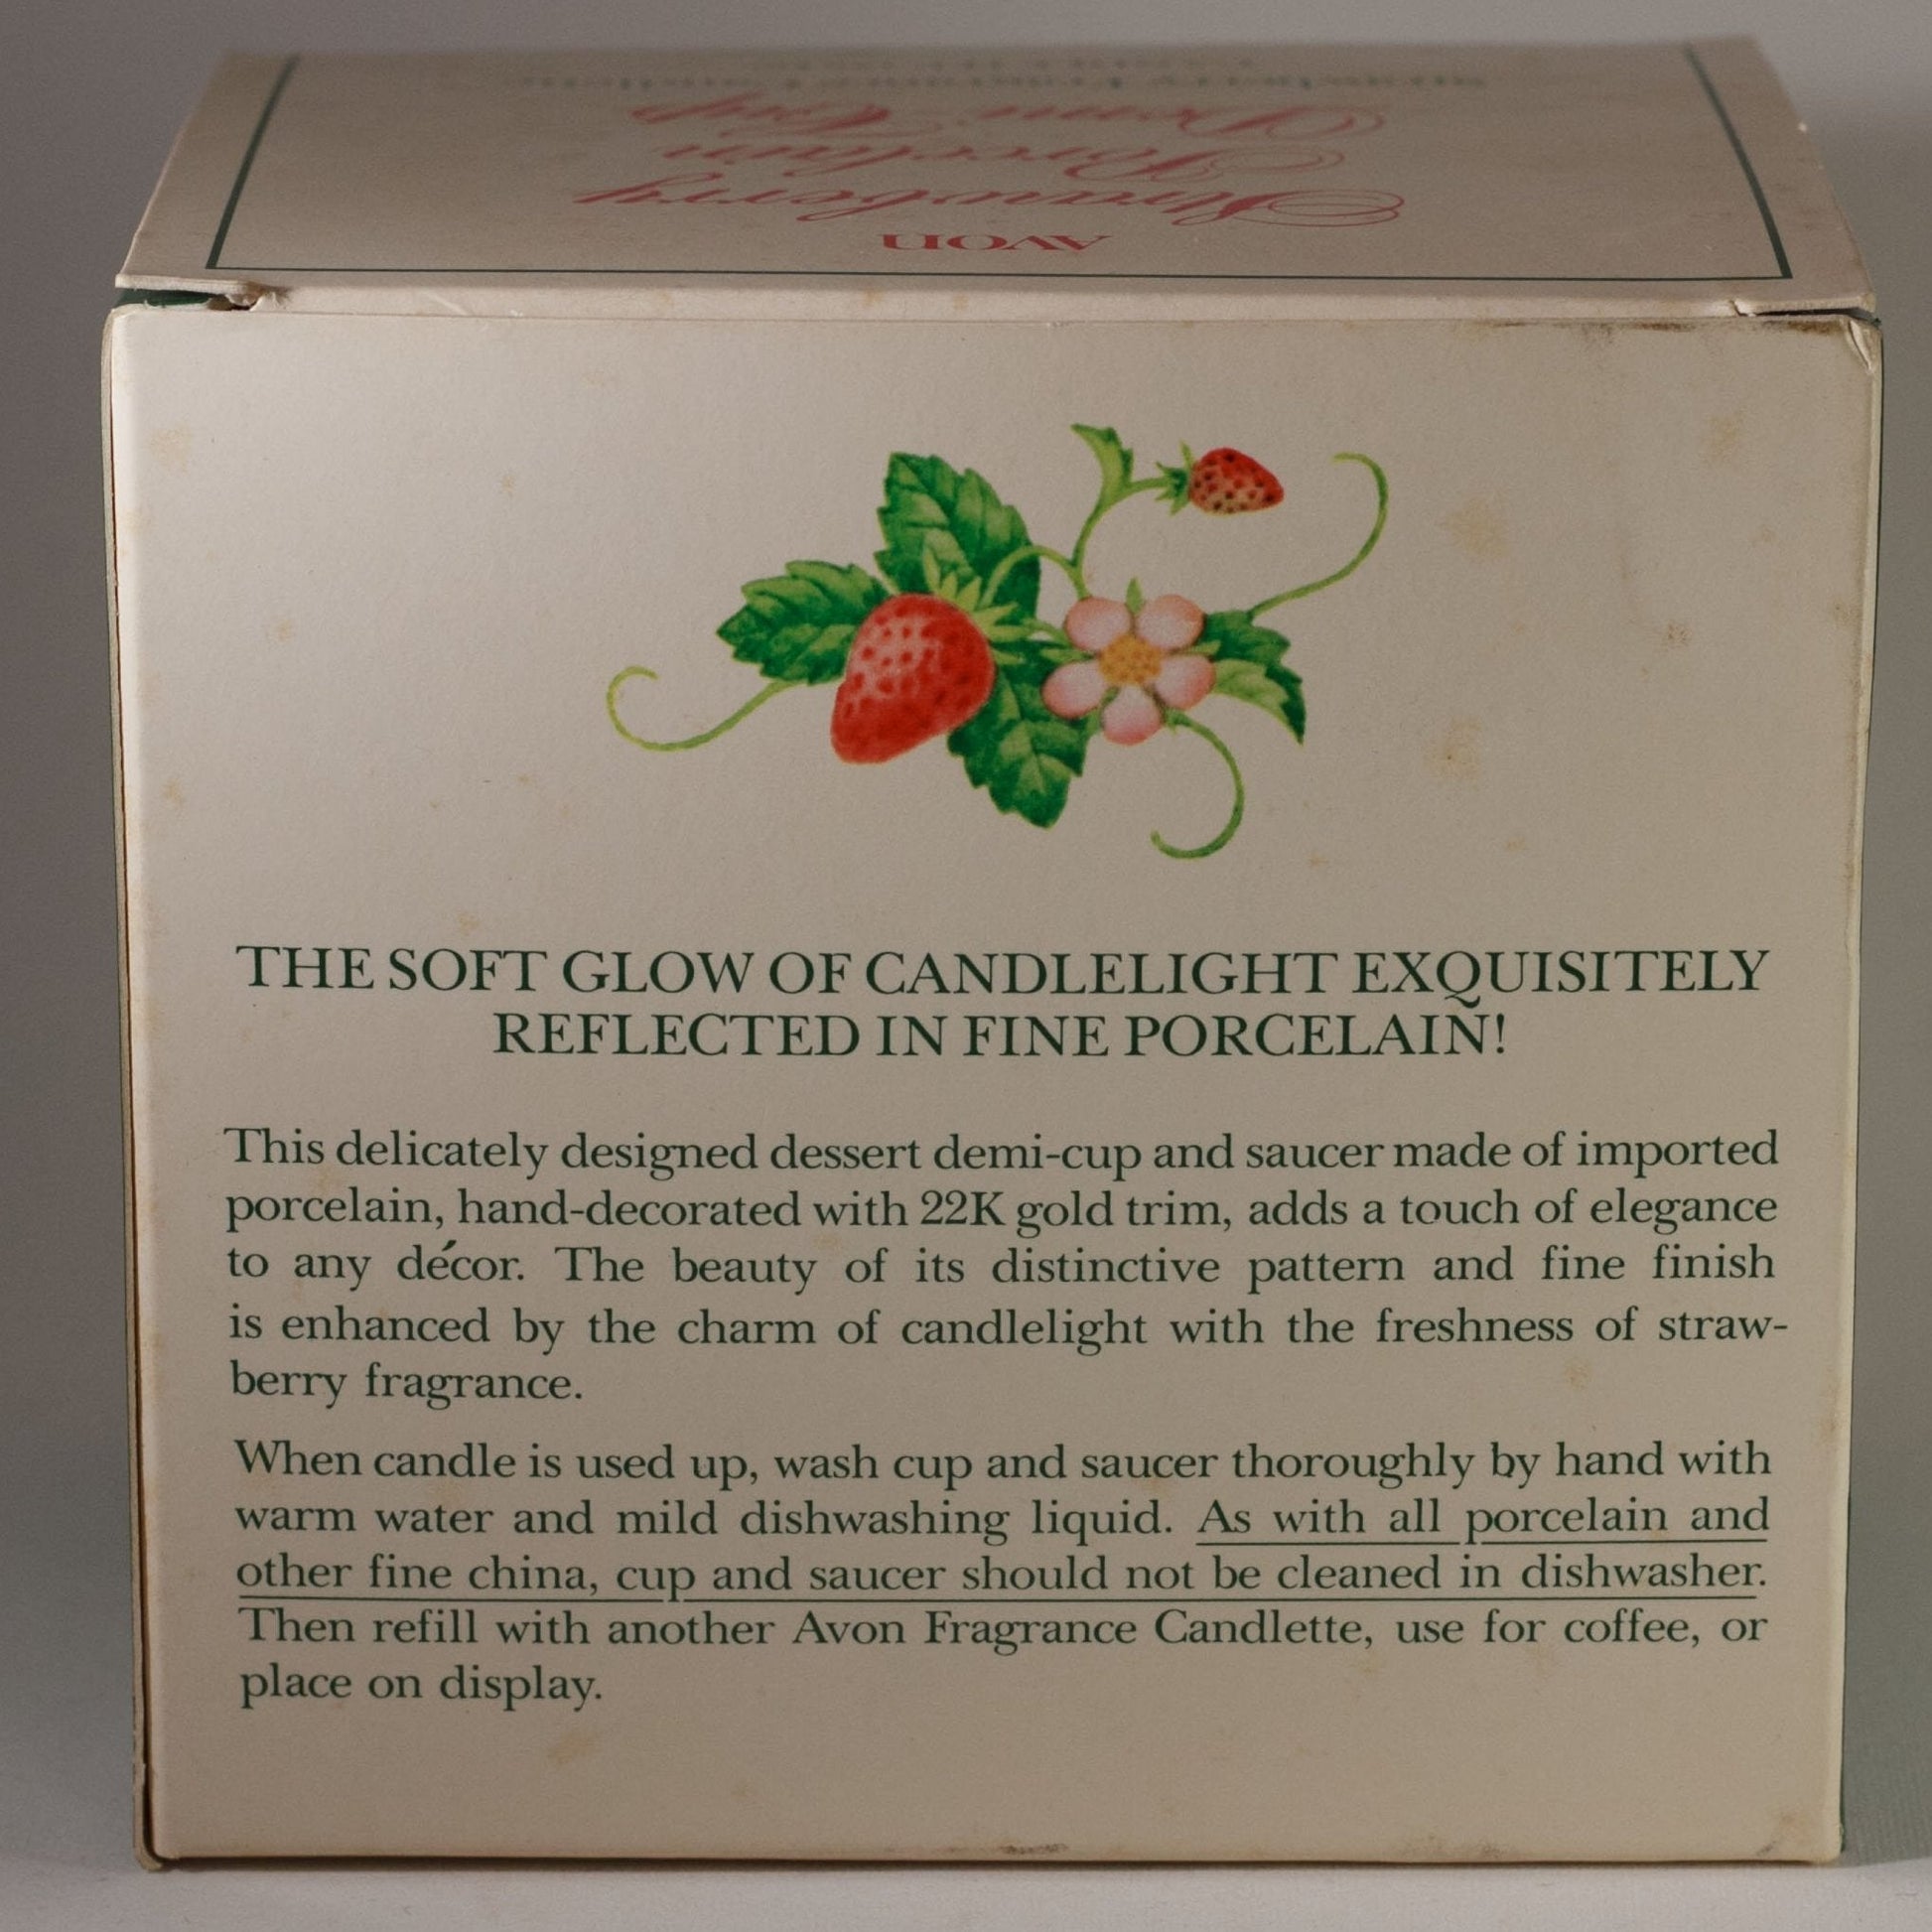 AVON
Strawberry
Porcelain
Demi Cup
THE SOFT GLOW OF CANDLELIGHT EXQUISITELY
REFLECTED IN FINE PORCELAIN!
This delicately designed dessert demi-cup and saucer made of imported
porcelain, hand-decorated with 22K gold trim, adds a touch of elegance
to any décor. The beauty of its distinctive pattern and fine finish
is enhanced by the charm of candlelight with the freshness of straw-
berry fragrance.
When candle is used up, wash cup and saucer thoroughly by hand with
warm water and mild dishwashing liquid. As with all porcelain and
other fine china, cup and saucer should not be cleaned in dishwasher.
Then refill with another Avon Fragrance Candlette, use for coffee, or
place on display.